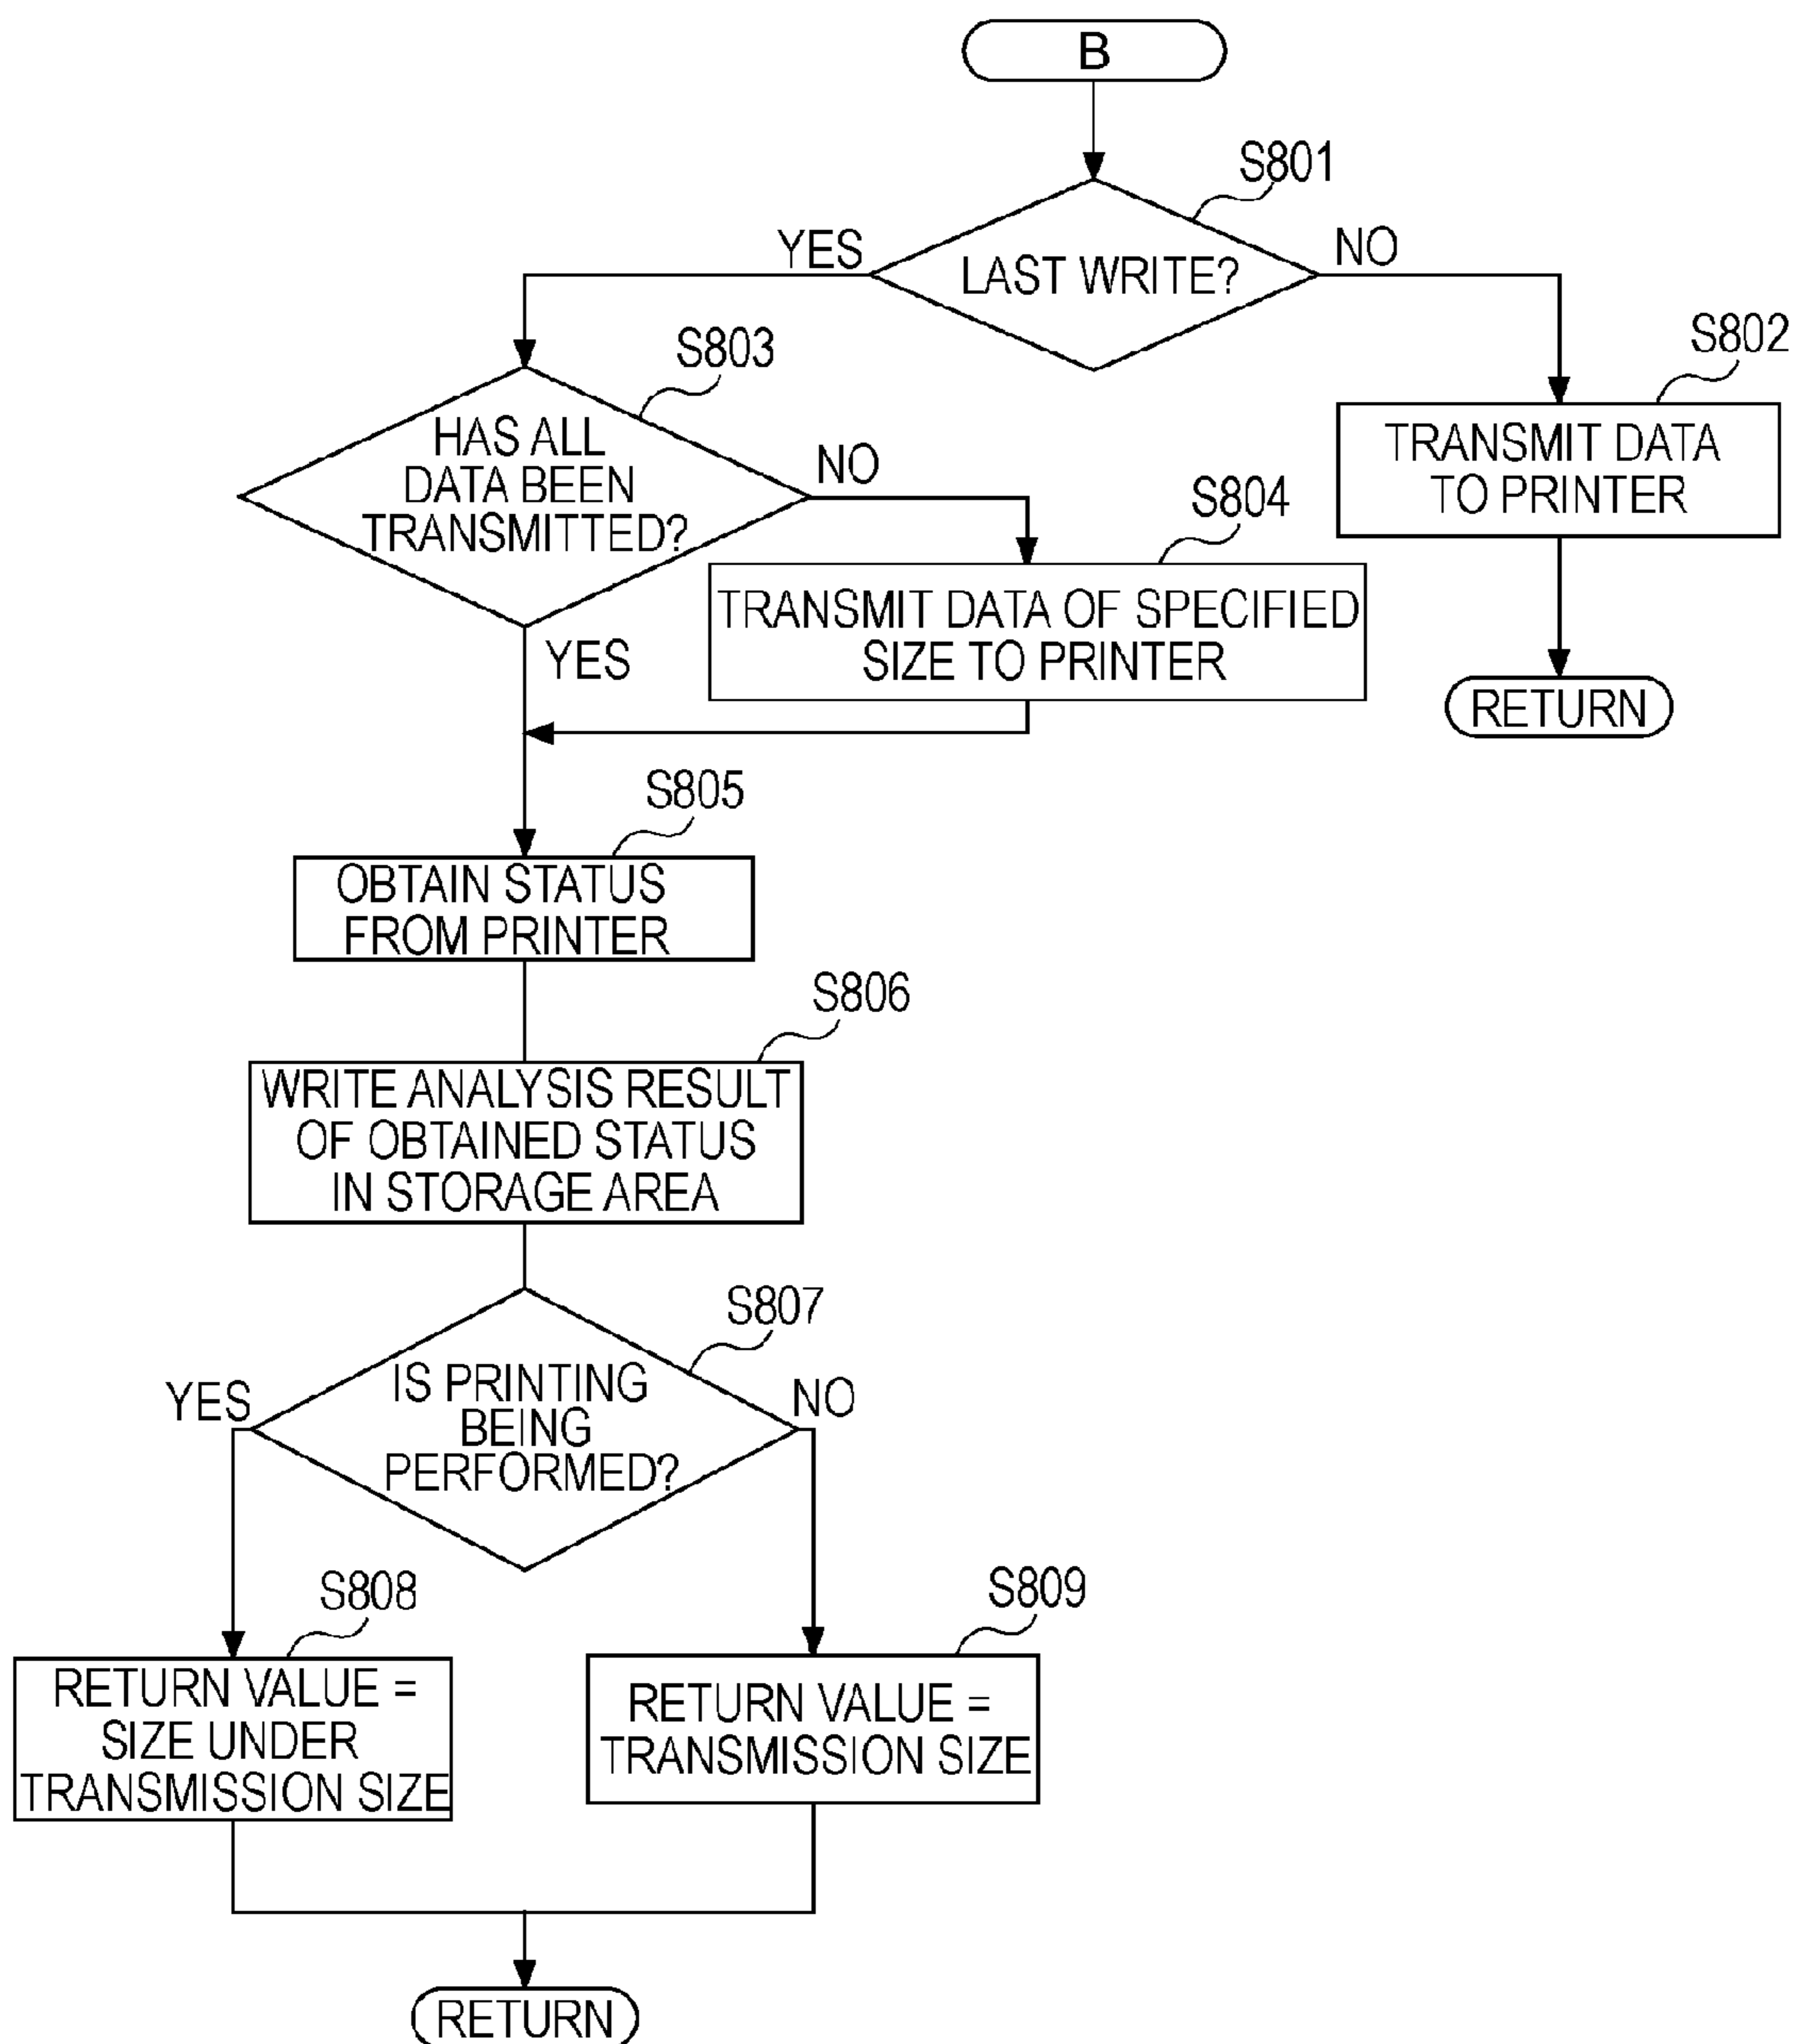 B
S801
YES
LAST WRITE?
NO
S803
S802
HAS ALL
DATA BEEN
TRANSMITTED?
NO
TRANSMIT DATA
TO PRINTER
S804
TRANSMIT DATA OF SPECIFIED
SIZE TO PRINTER
YES
RETURN
S805
OBTAIN STATUS
FROM PRINTER
S806
WRITE ANALYSIS RESULT
OF OBTAINED STATUS
IN STORAGE AREA
S807
YES
IS PRINTING
BEING
PERFORMED?
NO
S808
S809
RETURN VALUE =
SIZE UNDER
TRANSMISSION SIZE
RETURN VALUE =
TRANSMISSION SIZE
RETURN